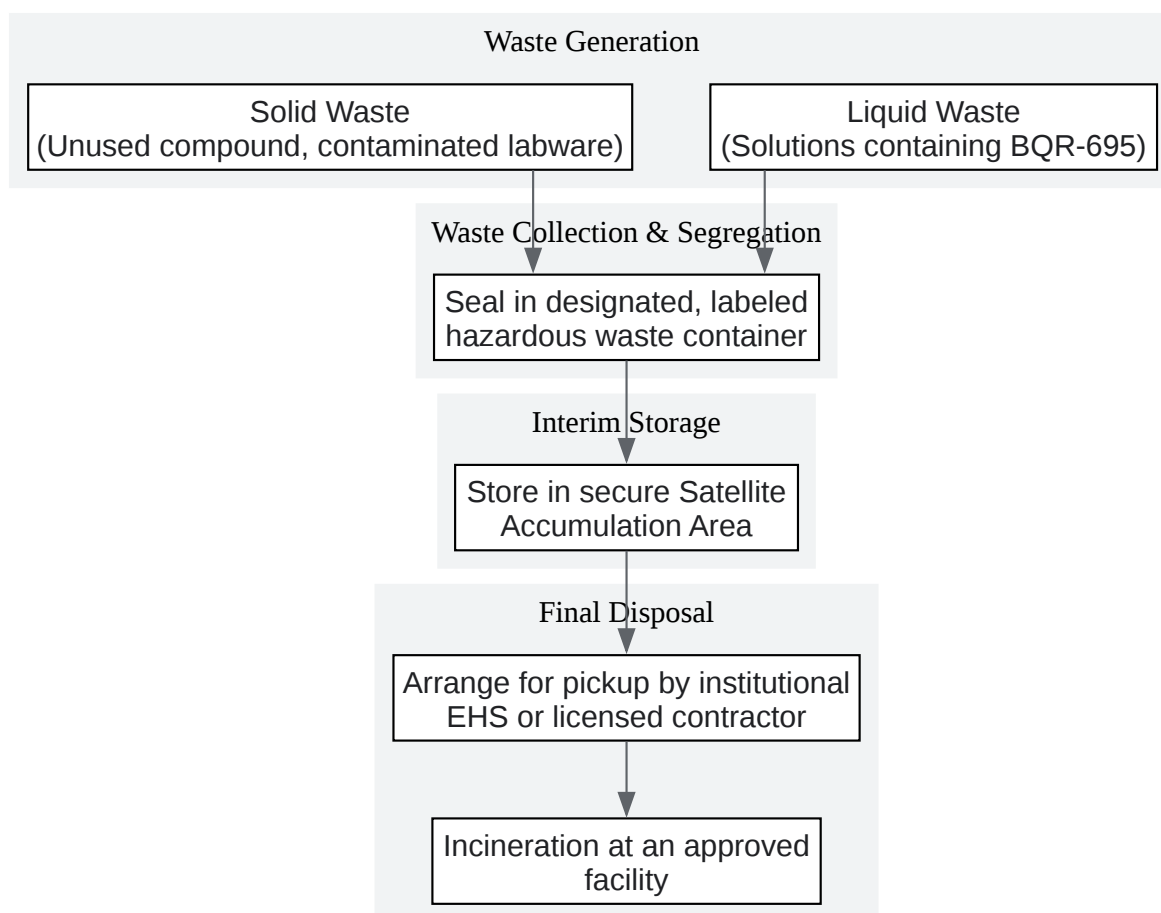 Waste Generation
Solid Waste
(Unused compound, contaminated labware)
Liquid Waste
(Solutions containing BQR-695)
Waste Collection & Segregation
Seal in designated, labeled
hazardous waste container
Interim Storage
Store in secure Satellite
Accumulation Area
Final Disposal
Arrange for pickup by institutional
EHS or licensed contractor
Incineration at an approved
facility